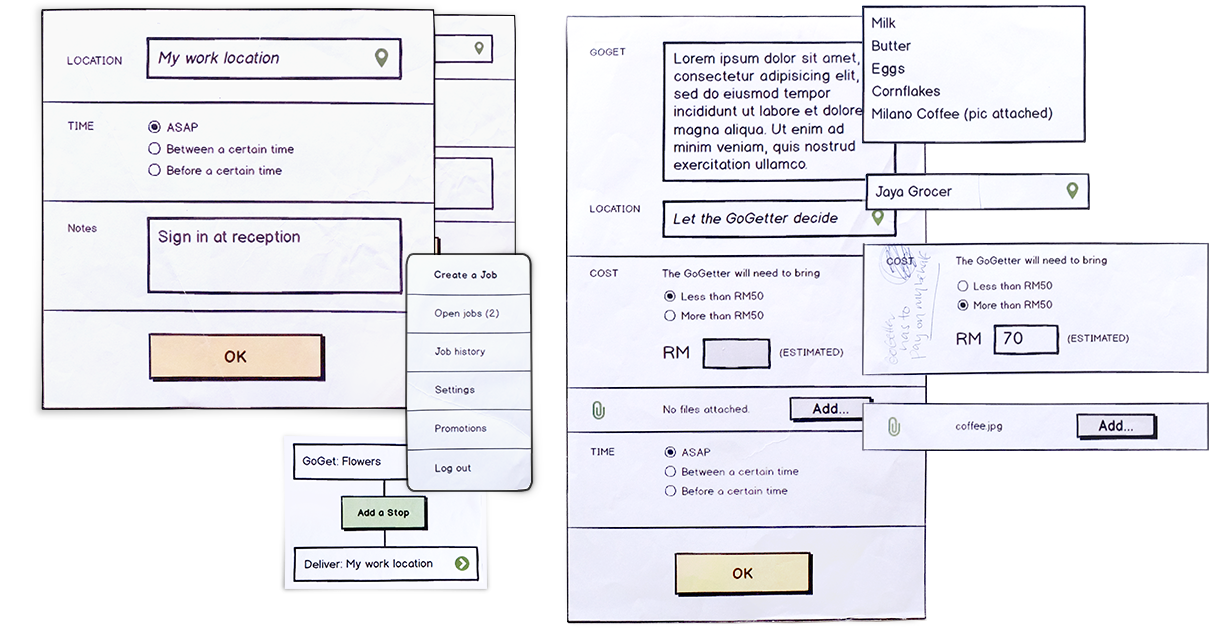 LOCATION
My work location
TIME
ASAP
Between a certain time
Before a certain time
Notes
Sign in at reception
OK
Create a Job
Open jobs (2)
Job history
Settings
Promotions
Log out
GoGet: Flowers
Add a Stop
Deliver: My work location
GOGET
Lorem ipsum dolor sit amet,
consectetur adipisicing elit,
sed do eiusmod tempor
incididunt ut labore et dolore
magna aliqua. Ut enim ad
minim veniam, quis nostrud
exercitation ullamco.
LOCATION
Let the GoGetter decide
COST
The GoGetter will need to bring
Less than RM50
More than RM50
RM
(ESTIMATED)
No files attached.
Add...
TIME
ASAP
Between a certain time
Before a certain time
OK
Milk
Butter
Eggs
Cornflakes
Milano Coffee (pic attached)
Jaya Grocer
COST
The GoGetter will need to bring
Less than RM50
More than RM50
RM 70 (ESTIMATED)
has to
pay on my behalf
coffee.jpg
Add...